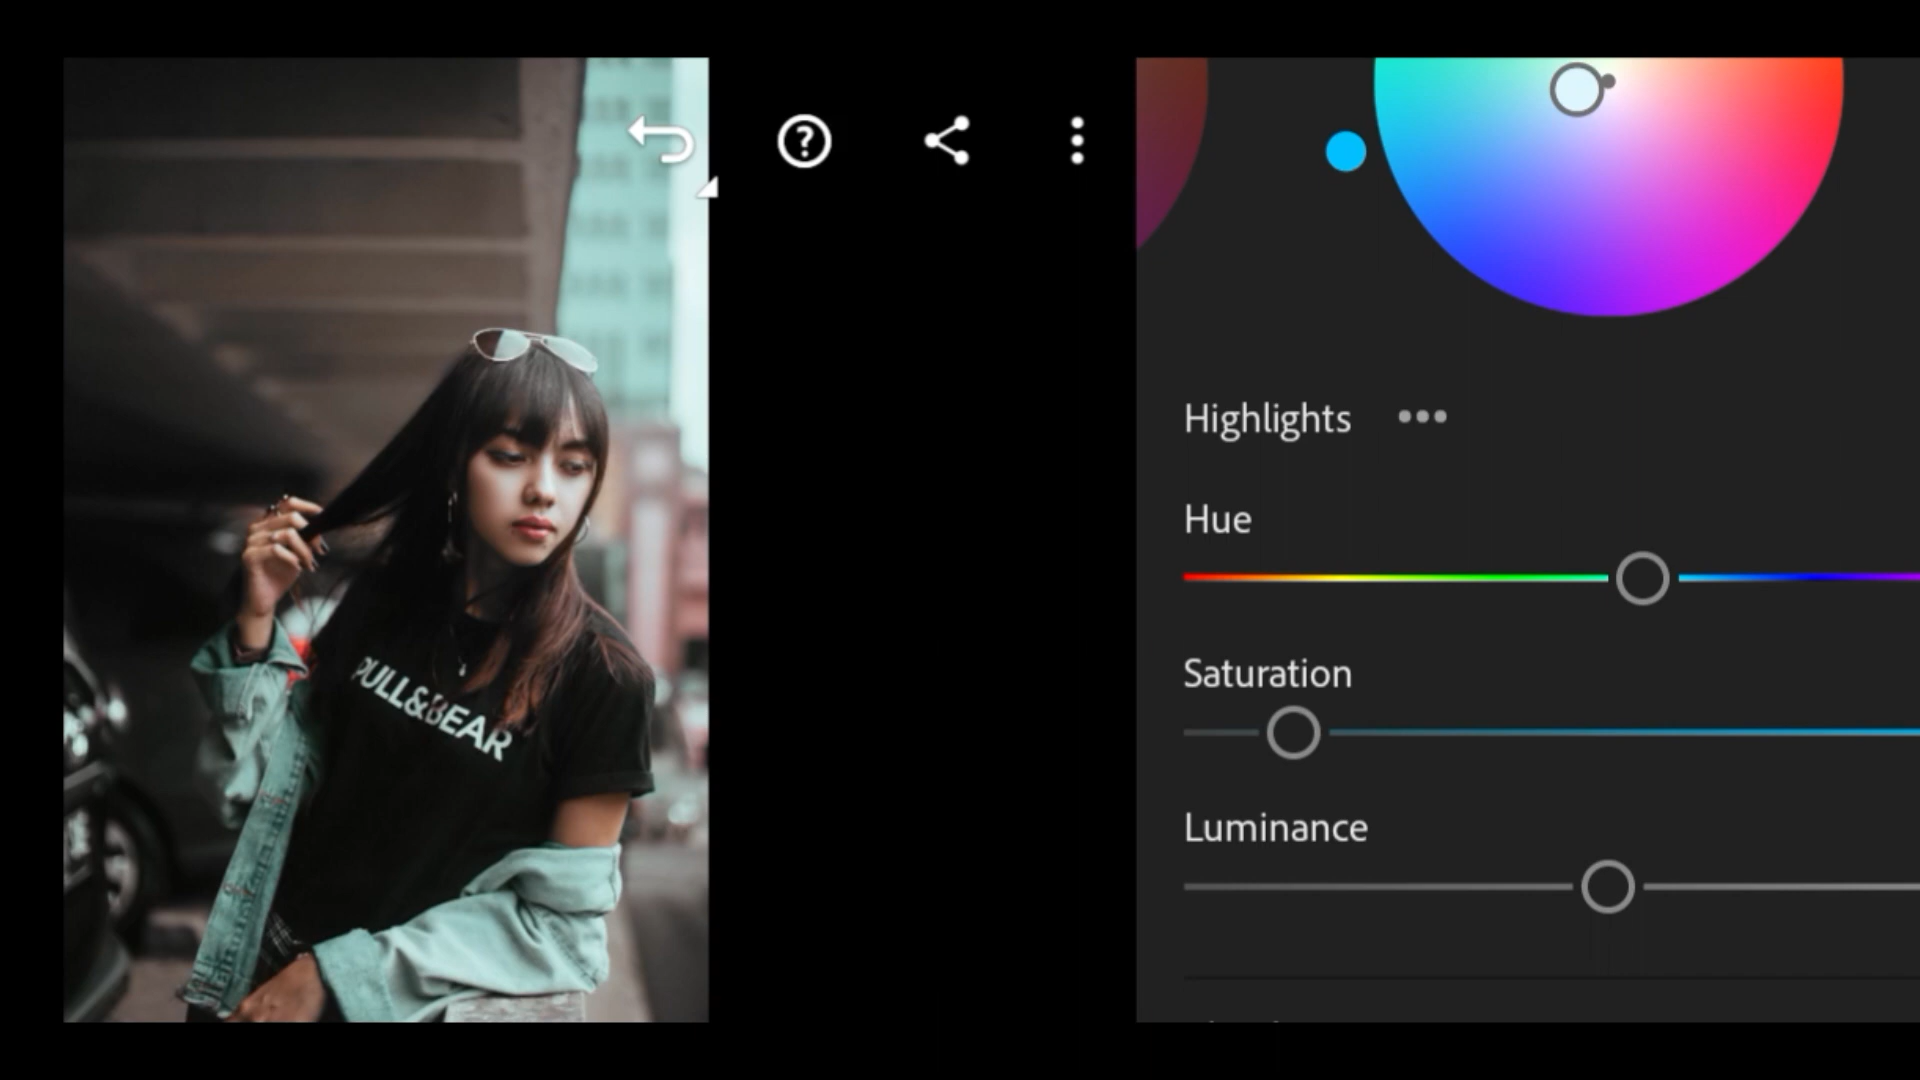 PULL&BEAR
?
Highlights
Hue
Saturation
Luminance